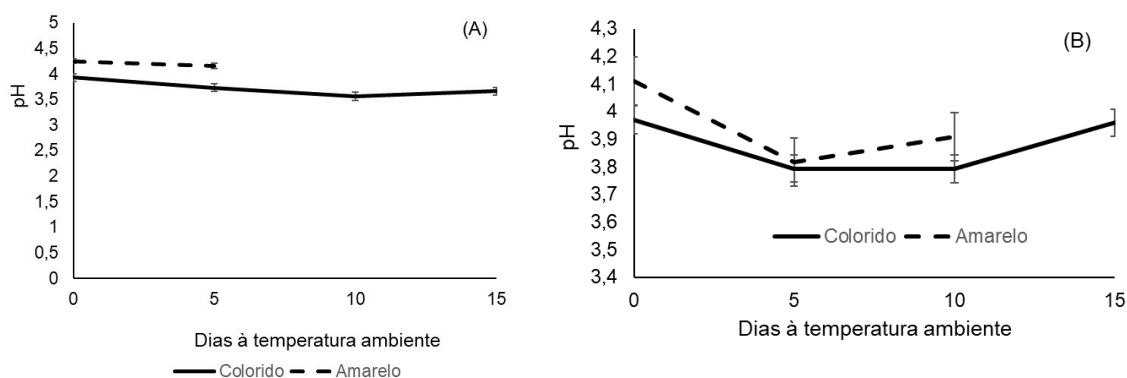 (A)
pH
5
4,5
4
3,5
3
2,5
2
1,5
1
0,5
0
0 5 10 15
Dias à temperatura ambiente
Colorido Amarelo
(B)
pH
4,3
4,2
4,1
4
3,9
3,8
3,7
3,6
3,5
3,4
Colorido Amarelo
0 5 10 15
Dias à temperatura ambiente